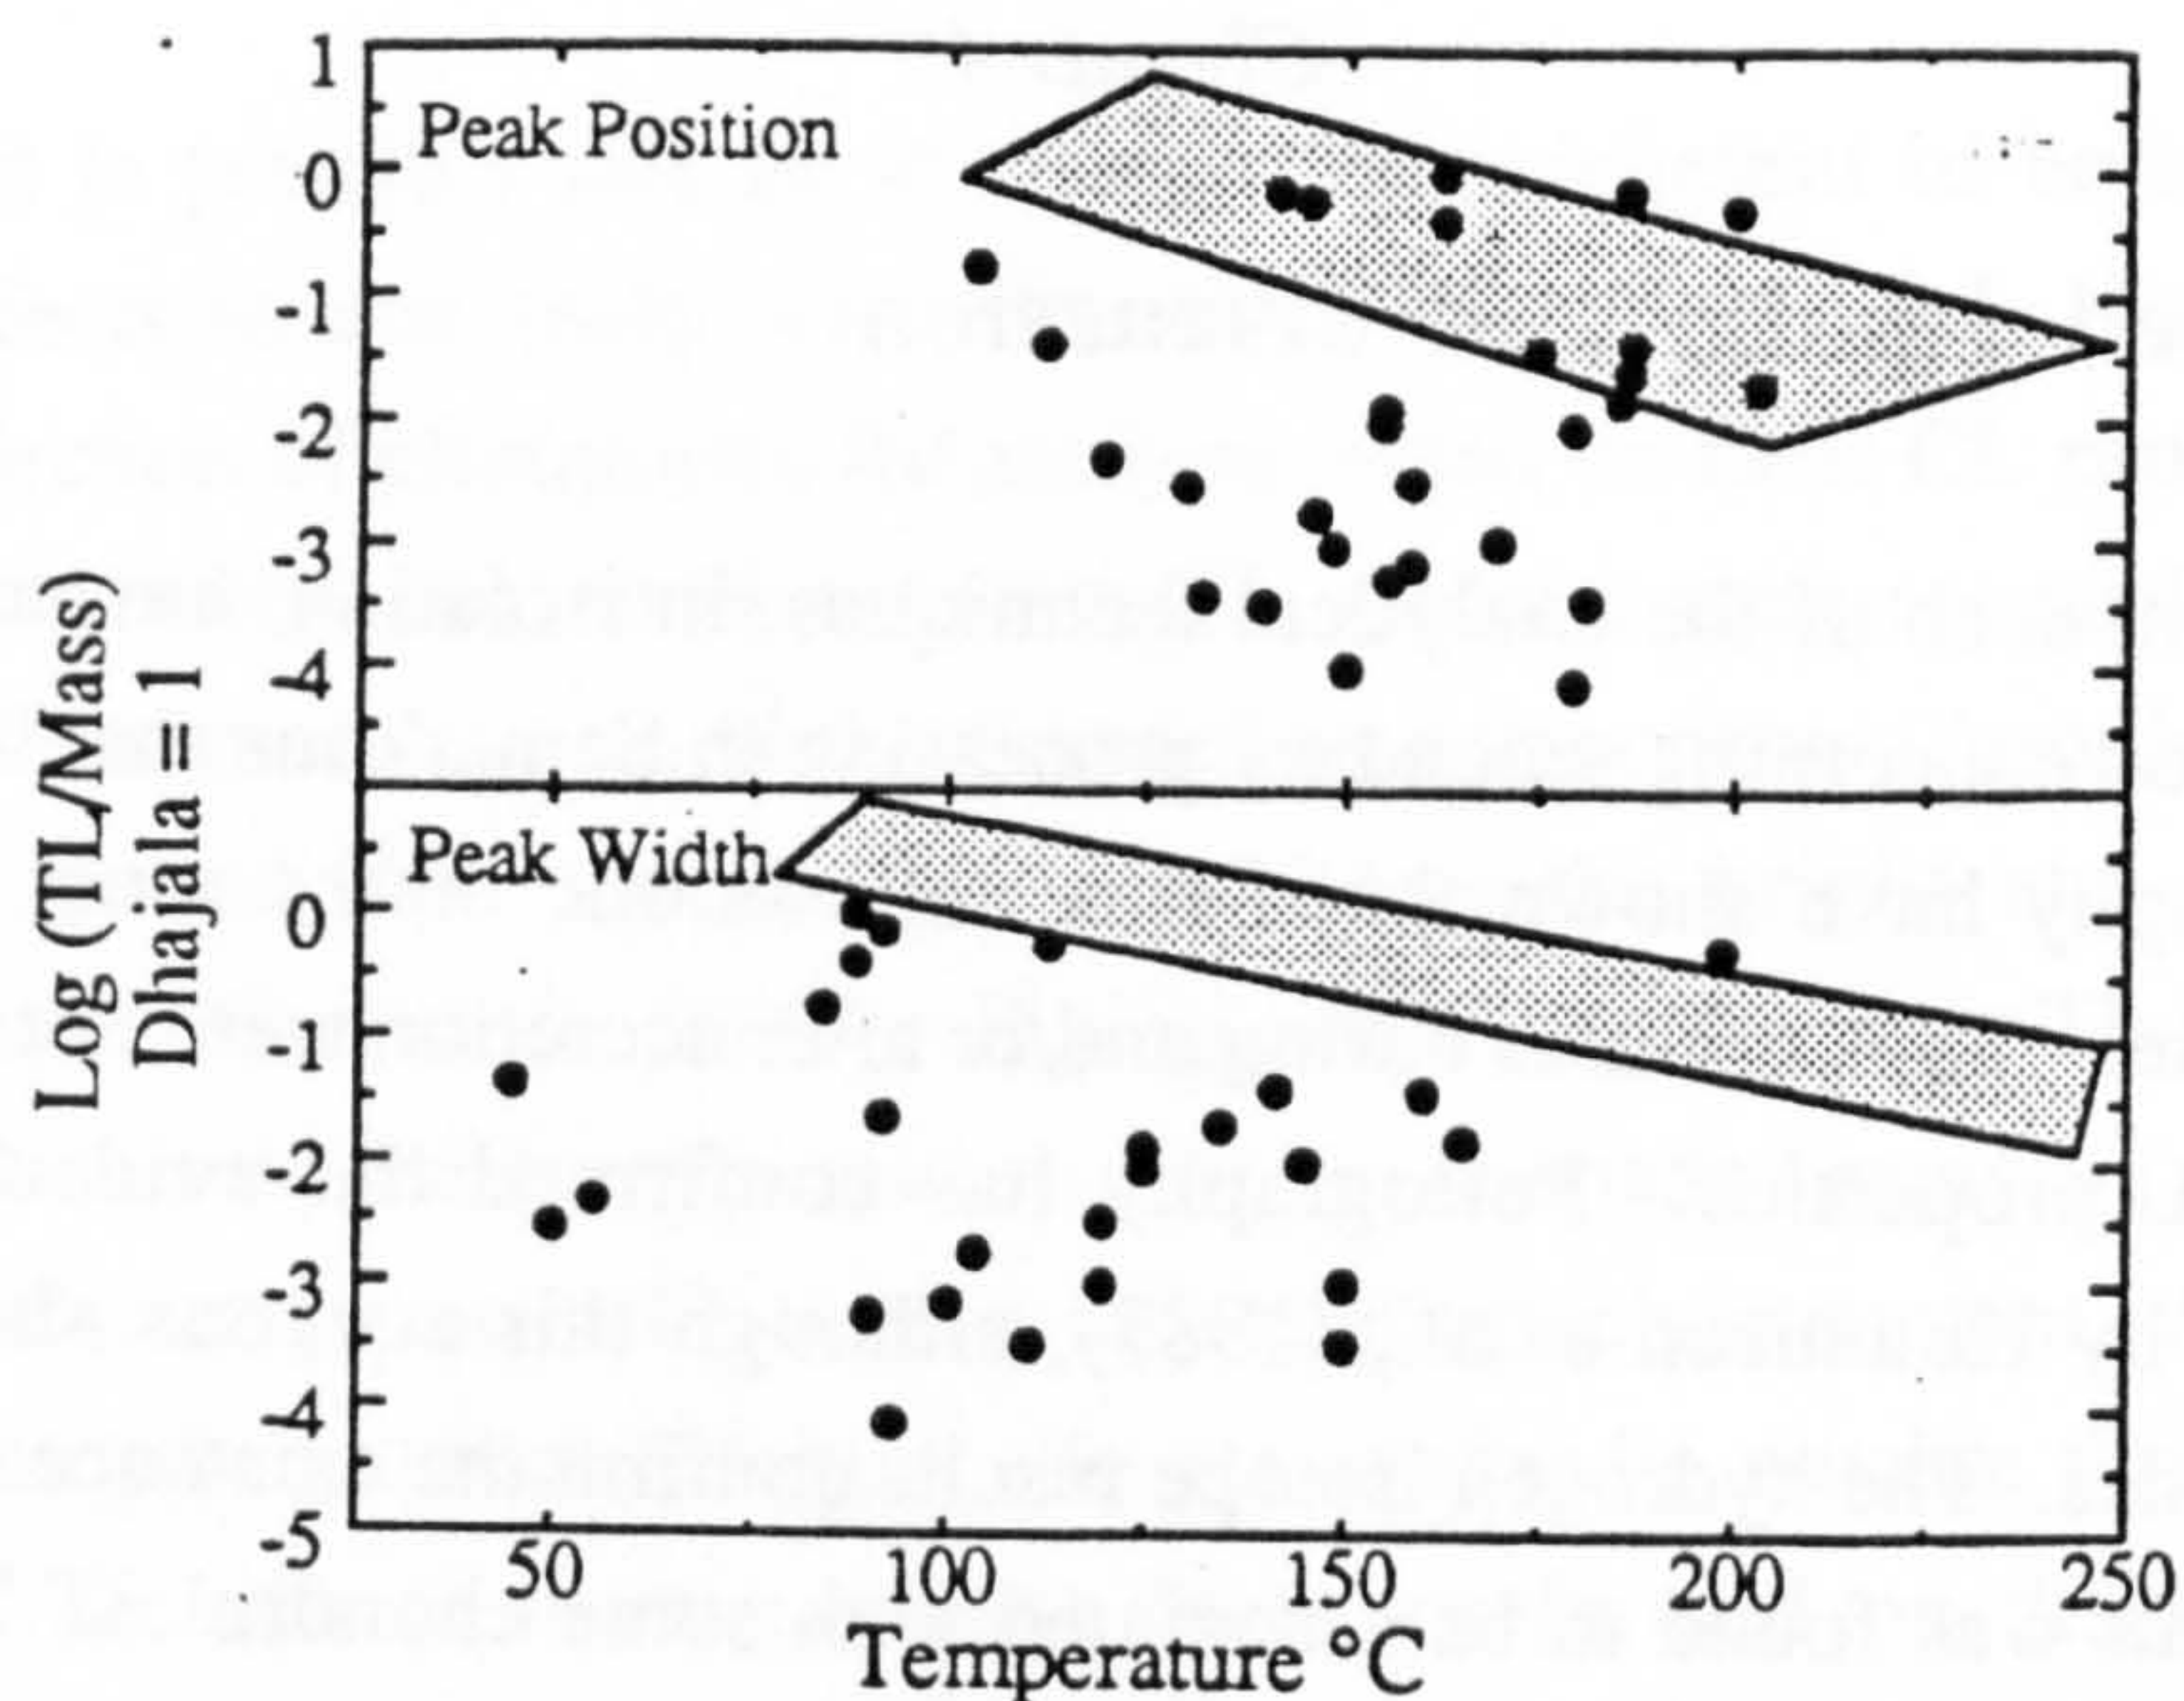 Log (TL/Mass)
Dhajala = 1
1
Peak Position
0
-1
-2
-3
-4
Peak Width
0
-1
-2
-3
-4
-5
50 100 150 200 250
Temperature °C